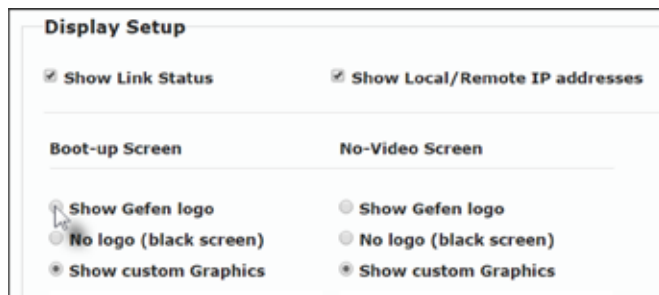 Display Setup
Show Link Status Show Local/Remote IP addresses
Boot-up Screen No-Video Screen
Show Gefen logo Show Gefen logo
No logo (black screen) No logo (black screen)
Show custom Graphics Show custom Graphics